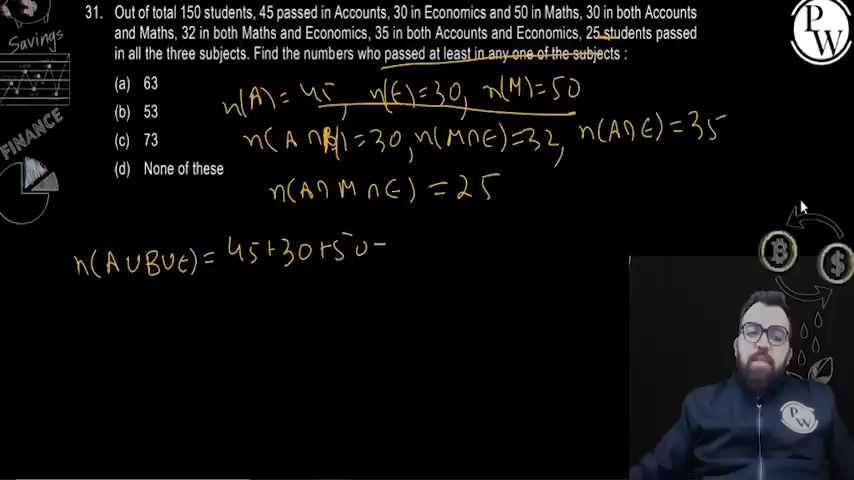 31. Out of total 150 students, 45 passed in Accounts, 30 in Economics and 50 in Maths, 30 in both Accounts
and Maths, 32 in both Maths and Economics, 35 in both Accounts and Economics, 25 students passed
in all the three subjects. Find the numbers who passed at least in any one of the subjects :
(a) 63
(b) 53
(c) 73
(d) None of these
n(A) = 45, n(E) = 30, n(M) = 50
n(A ∩ M) = 30, n(M ∩ E) = 32, n(A ∩ E) = 35
n(A ∩ M ∩ E) = 25
n(A ∪ B ∪ E) = 45 + 30 + 50 -
Savings
FINANCE
PW
PW